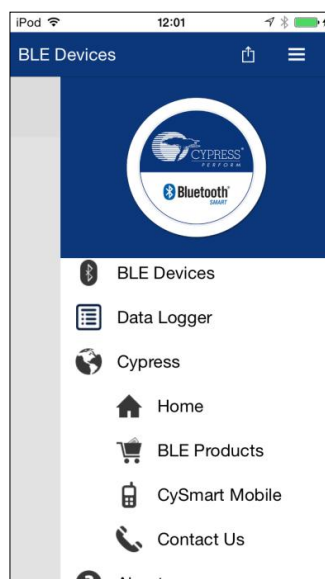 iPod 12:01
BLE Devices
CYPRESS
PERFORM
Bluetooth
SMART
BLE Devices
Data Logger
Cypress
Home
BLE Products
CySmart Mobile
Contact Us